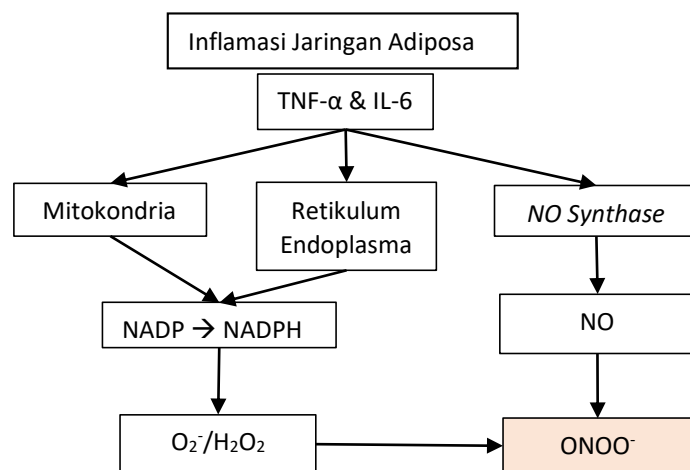 Inflamasi Jaringan Adiposa
TNF-α & IL-6
Mitokondria
Retikulum
Endoplasma
NO Synthase
NADP → NADPH
NO
O₂⁻/H₂O₂
ONOO⁻